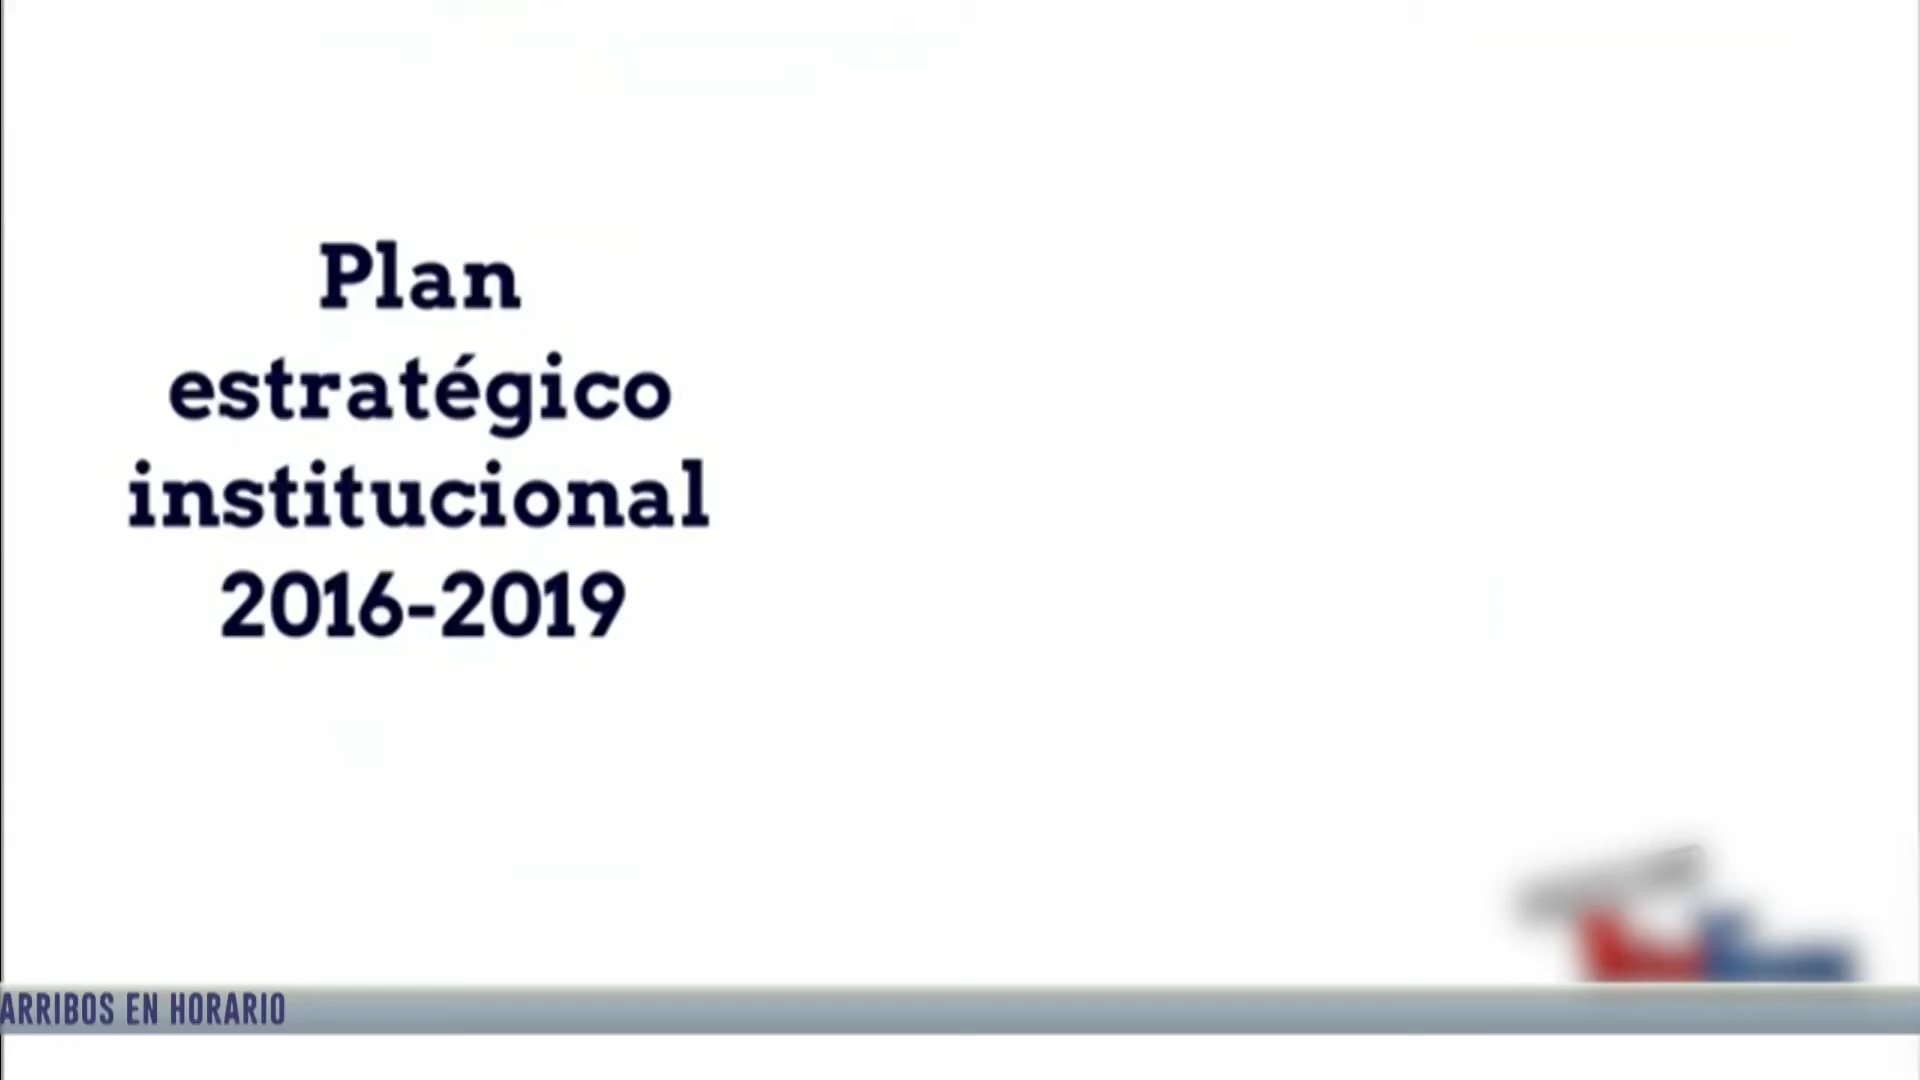 Plan
estratégico
institucional
2016-2019
ARRIBOS EN HORARIO